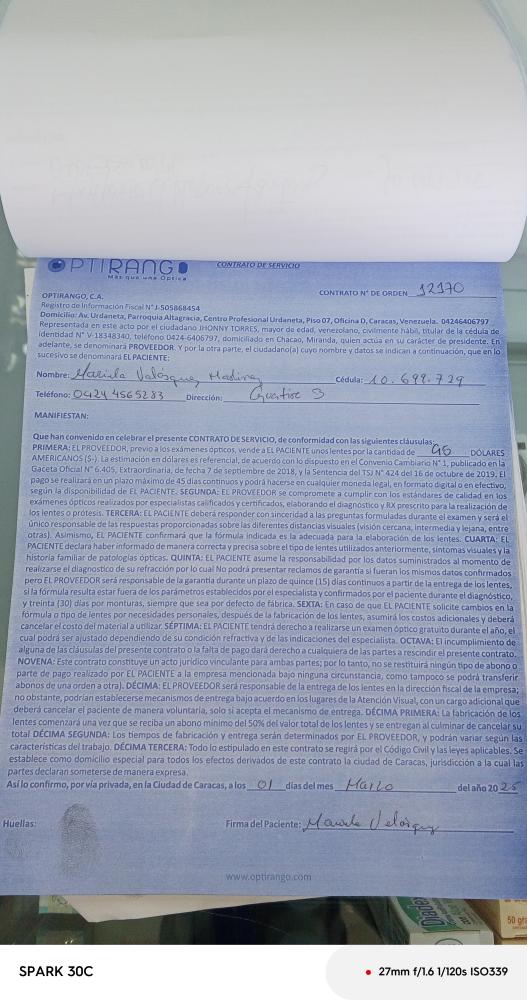 OPTIRANGO
Más que una Óptica
CONTRATO DE SERVICIO
CONTRATO N° DE ORDEN 12170
OPTIRANGO, C.A.
Registro de Información Fiscal N°J-505868454
Domicilio: Av. Urdaneta, Parroquia Altagracia, Centro Profesional Urdaneta, Piso 07, Oficina D, Caracas, Venezuela. 04246406797
Representada en este acto por el ciudadano JHONNY TORRES, mayor de edad, venezolano, civilmente hábil, titular de la cédula de
identidad N° V-18348340, teléfono 0424-6406797, domiciliado en Chacao, Miranda, quien actúa en su carácter de presidente. En
adelante, se denominará PROVEEDOR. Y por la otra parte, el ciudadano(a) cuyo nombre y datos se indican a continuación, que en lo
sucesivo se denominará EL PACIENTE:
Nombre: Mariela Velásquez Medina Cédula: 10.699.729
Teléfono: 0424 4565283 Dirección: 3
MANIFIESTAN:
Que han convenido en celebrar el presente CONTRATO DE SERVICIO, de conformidad con las siguientes cláusulas:
PRIMERA: EL PROVEEDOR, previo a los exámenes ópticos, vende a EL PACIENTE unos lentes por la cantidad de 96 DÓLARES
AMERICANOS (S-). La estimación en dólares es referencial, de acuerdo con lo dispuesto en el Convenio Cambiario N°1, publicado en la
Gaceta Oficial N° 6.405, Extraordinaria, de fecha 7 de septiembre de 2018, y la Sentencia del TSJ N° 424 del 16 de octubre de 2019. El
pago se realizará en un plazo máximo de 45 días continuos y podrá hacerse en cualquier moneda legal, en formato digital o en efectivo,
según la disponibilidad de EL PACIENTE. SEGUNDA: EL PROVEEDOR se compromete a cumplir con los estándares de calidad en los
exámenes ópticos realizados por especialistas calificados y certificados, elaborando el diagnóstico y RX prescrito para la realización de
los lentes o prótesis. TERCERA: EL PACIENTE deberá responder con sinceridad a las preguntas formuladas durante el examen y será el
único responsable de las respuestas proporcionadas sobre las diferentes distancias visuales (visión cercana, intermedia y lejana, entre
otras). Asimismo, EL PACIENTE confirmará que la fórmula indicada es la adecuada para la elaboración de los lentes. CUARTA: EL
PACIENTE declara haber informado de manera correcta y precisa sobre el tipo de lentes utilizados anteriormente, síntomas visuales y la
historia familiar de patologías ópticas. QUINTA: EL PACIENTE asume la responsabilidad por los datos suministrados al momento de
realizarse el diagnóstico de su refracción por lo cual No podrá presentar reclamos de garantía si fueran los mismos datos confirmados
pero EL PROVEEDOR será responsable de la garantía durante un plazo de quince (15) días continuos a partir de la entrega de los lentes,
si la fórmula resulta estar fuera de los parámetros establecidos por el especialista y confirmados por el paciente durante el diagnóstico,
y treinta (30) días por monturas, siempre que sea por defecto de fábrica. SEXTA: En caso de que EL PACIENTE solicite cambios en la
fórmula o tipo de lentes por necesidades personales, después de la fabricación de los lentes, asumirá los costos adicionales y deberá
cancelar el costo del material a utilizar. SÉPTIMA: EL PACIENTE tendrá derecho a realizarse un examen óptico gratuito durante el año, el
cual podrá ser ajustado dependiendo de su condición refractiva y de las indicaciones del especialista. OCTAVA: El incumplimiento de
alguna de las cláusulas del presente contrato o la falta de pago dará derecho a cualquiera de las partes a rescindir el presente contrato.
NOVENA: Este contrato constituye un acto jurídico vinculante para ambas partes; por lo tanto, no se restituirá ningún tipo de abono o
parte de pago realizado por EL PACIENTE a la empresa mencionada bajo ninguna circunstancia, como tampoco se podrá transferir
abonos de una orden a otra). DÉCIMA: EL PROVEEDOR será responsable de la entrega de los lentes en la dirección fiscal de la empresa;
no obstante, podrían establecerse mecanismos de entrega bajo acuerdo en los lugares de la Atención Visual, con un cargo adicional que
deberá cancelar el paciente de manera voluntaria, solo si acepta el mecanismo de entrega. DÉCIMA PRIMERA: La fabricación de los
lentes comenzará una vez que se reciba un abono mínimo del 50% del valor total de los lentes y se entregan al culminar de cancelar su
total DÉCIMA SEGUNDA: Los tiempos de fabricación y entrega serán determinados por EL PROVEEDOR, y podrán variar según las
características del trabajo. DÉCIMA TERCERA: Todo lo estipulado en este contrato se regirá por el Código Civil y las leyes aplicables. Se
establece como domicilio especial para todos los efectos derivados de este contrato la ciudad de Caracas, jurisdicción a la cual las
partes declaran someterse de manera expresa.
Así lo confirmo, por vía privada, en la Ciudad de Caracas, a los 01 días del mes Marzo del año 2025
Huellas:
Firma del Paciente: Mariela Velásquez
www.optirango.com
50 gr
SPARK 30C
27mm f/1.6 1/120s ISO339